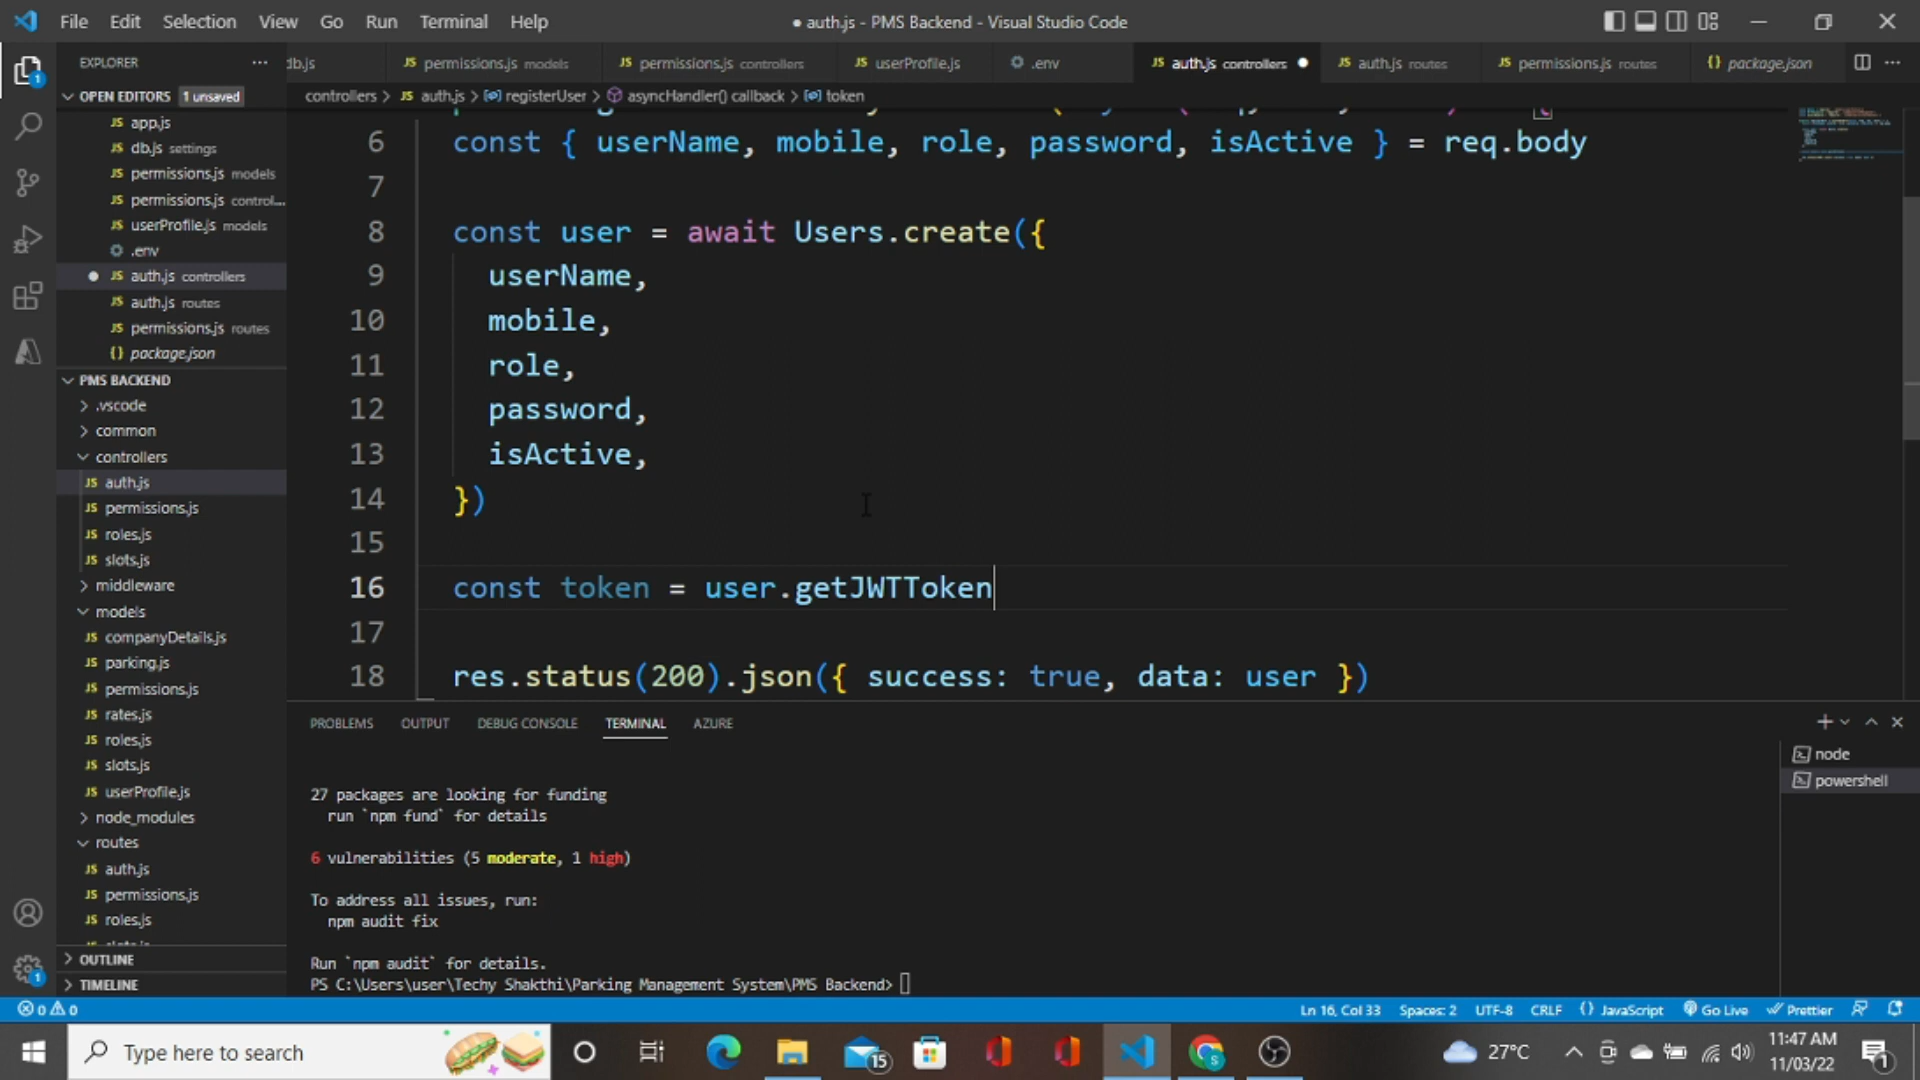 File Edit Selection View Go Run Terminal Help
● auth.js - PMS Backend - Visual Studio Code
EXPLORER
db.js
JS permissions.js models
JS permissions.js controllers
JS userProfile.js
.env
JS auth.js controllers
JS auth.js routes
JS permissions.js routes
{} package.json
OPEN EDITORS 1 unsaved
controllers > JS auth.js > registerUser > asyncHandler() callback > token
JS app.js
JS db.js settings
JS permissions.js models
JS permissions.js control...
JS userProfile.js models
.env
JS auth.js controllers
JS auth.js routes
JS permissions.js routes
{} package.json
PMS BACKEND
.vscode
common
controllers
JS auth.js
JS permissions.js
JS roles.js
JS slots.js
middleware
models
JS companyDetails.js
JS parking.js
JS permissions.js
JS rates.js
JS roles.js
JS slots.js
JS userProfile.js
node_modules
routes
JS auth.js
JS permissions.js
JS roles.js
OUTLINE
TIMELINE
6 const { userName, mobile, role, password, isActive } = req.body
7
8 const user = await Users.create({
9 userName,
10 mobile,
11 role,
12 password,
13 isActive,
14 })
15
16 const token = user.getJWTToken
17
18 res.status(200).json({ success: true, data: user })
PROBLEMS OUTPUT DEBUG CONSOLE TERMINAL AZURE
node
powershell
27 packages are looking for funding
run `npm fund` for details
6 vulnerabilities (5 moderate, 1 high)
To address all issues, run:
npm audit fix
Run `npm audit` for details.
PS C:\Users\user\Techy Shakthi\Parking Management System\PMS Backend>
1
1
0 0
Ln 16, Col 33 Spaces: 2 UTF-8 CRLF {} JavaScript Go Live Prettier
Type here to search
15
27°C
11:47 AM
11/03/22
1